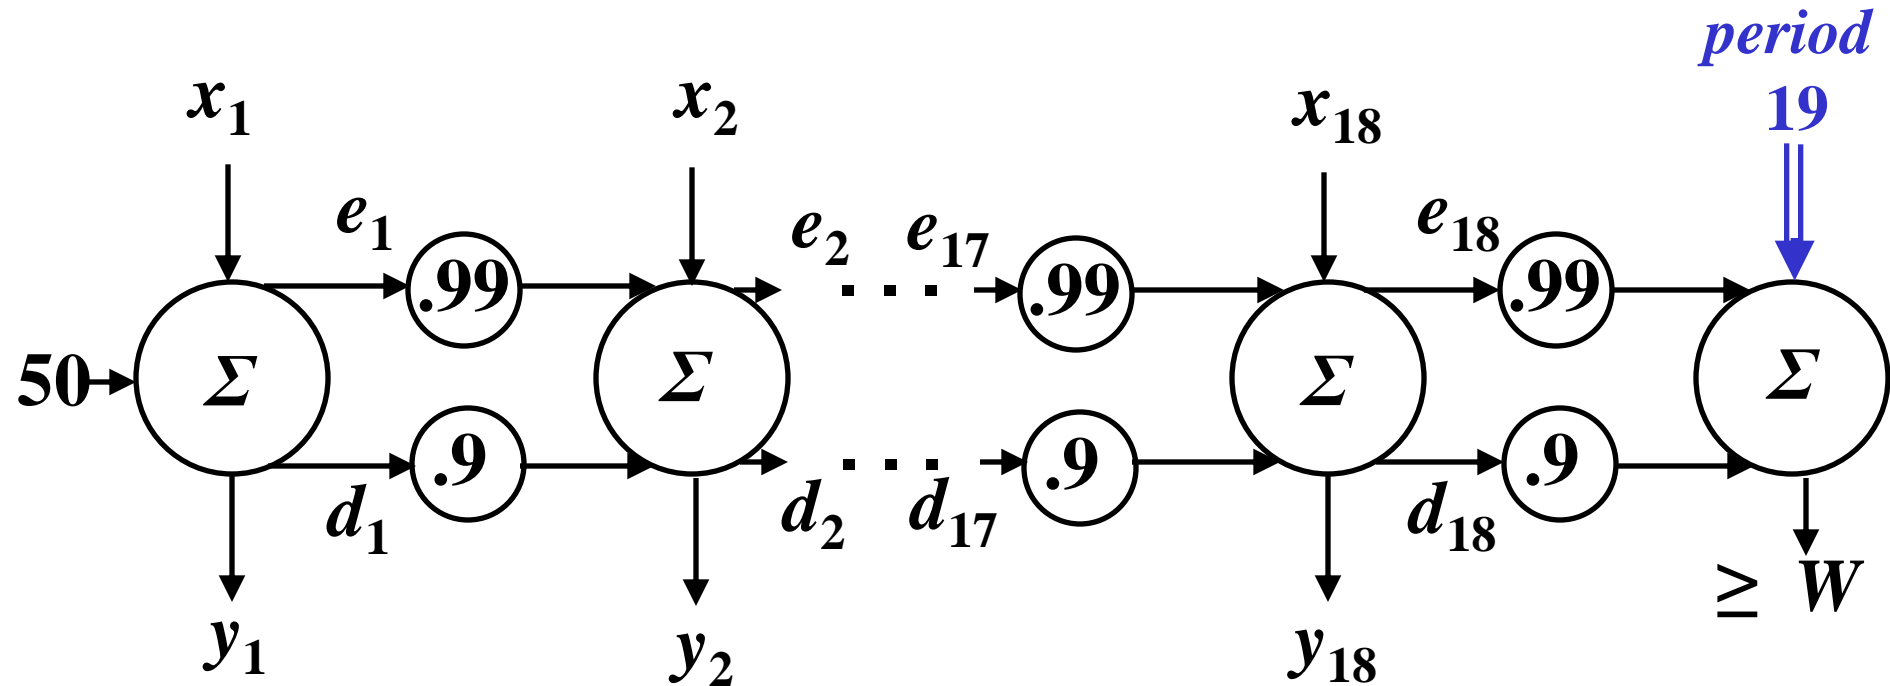 period
19
x₁ x₂ x₁₈
e₁ e₂ e₁₇ e₁₈
.99 .99 .99
50 Σ Σ Σ Σ
.9 .9 .9
d₁ d₂ d₁₇ d₁₈
≥ W
y₁ y₂ y₁₈